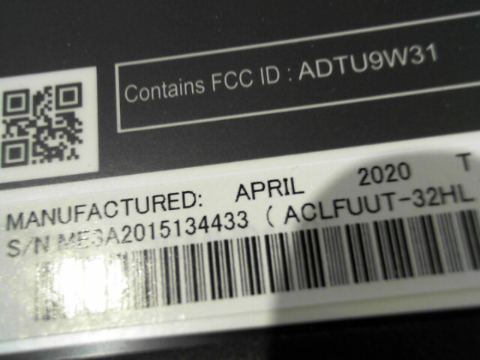 Contains FCC ID : ADTU9W31
MANUFACTURED: APRIL 2020 T
S/N ME3A2015134433 ( ACLFUUT-32HL